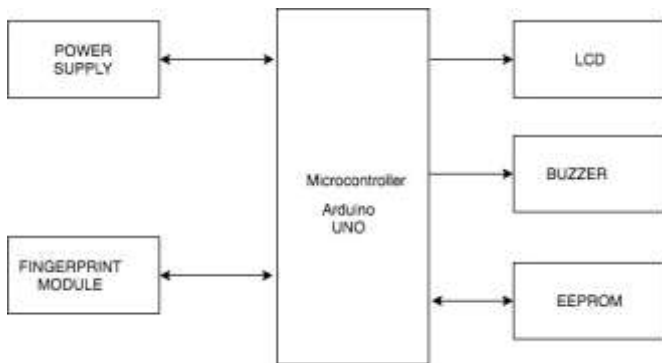 POWER
SUPPLY
FINGERPRINT
MODULE
Microcontroller
Arduino
UNO
LCD
BUZZER
EEPROM